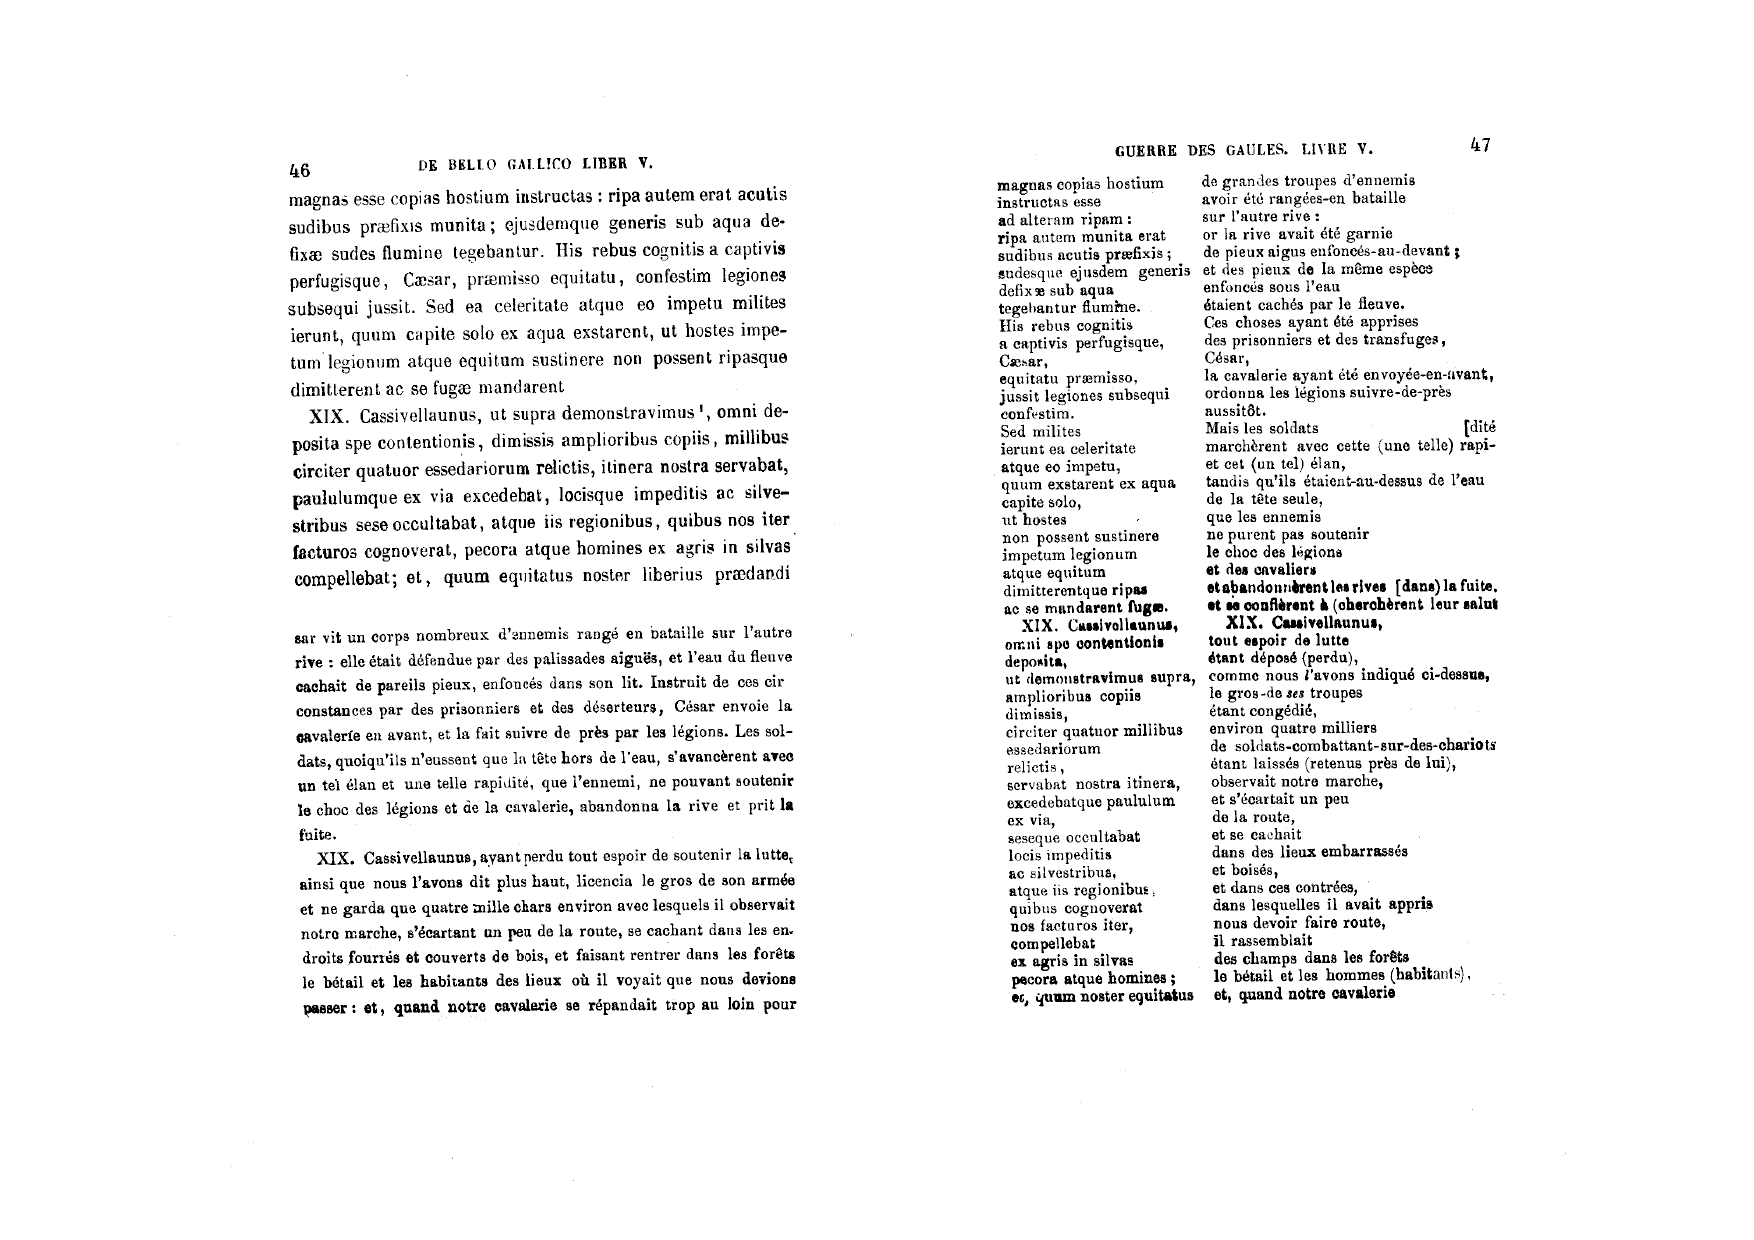 46 DE BELLO GALLICO LIBER V.
magnas esse copias hostium instructas : ripa autem erat acutis
sudibus præfixis munita ; ejusdemque generis sub aqua de-
fixæ sudes flumine tegebantur. His rebus cognitis a captivis
perfugisque, Cæsar, præmisso equitatu, confestim legiones
subsequi jussit. Sed ea celeritate atque eo impetu milites
ierunt, quum capite solo ex aqua exstarent, ut hostes impe-
tum legionum atque equitum sustinere non possent ripasque
dimitterent ac se fugæ mandarent
XIX. Cassivellaunus, ut supra demonstravimus¹, omni de-
posita spe contentionis, dimissis amplioribus copiis, millibus
circiter quatuor essedariorum relictis, itinera nostra servabat,
paululumque ex via excedebat, locisque impeditis ac silve-
stribus sese occultabat, atque iis regionibus, quibus nos iter
facturos cognoverat, pecora atque homines ex agris in silvas
compellebat; et, quum equitatus noster liberius prædandi
sar vit un corps nombreux d'ennemis rangé en bataille sur l'autre
rive : elle était défendue par des palissades aiguës, et l'eau du fleuve
cachait de pareils pieux, enfoncés dans son lit. Instruit de ces cir
constances par des prisonniers et des déserteurs, César envoie la
cavalerie en avant, et la fait suivre de près par les légions. Les sol-
dats, quoiqu'ils n'eussent que la tête hors de l'eau, s'avancèrent avec
un tel élan et une telle rapidité, que l'ennemi, ne pouvant soutenir
le choc des légions et de la cavalerie, abandonna la rive et prit la
fuite.
XIX. Cassivellaunus, ayant perdu tout espoir de soutenir la lutte,
ainsi que nous l'avons dit plus haut, licencia le gros de son armée
et ne garda que quatre mille chars environ avec lesquels il observait
notre marche, s'écartant un peu de la route, se cachant dans les en-
droits fourrés et couverts de bois, et faisant rentrer dans les forêts
le bétail et les habitants des lieux où il voyait que nous devions
passer : et, quand notre cavalerie se répandait trop au loin pour
GUERRE DES GAULES. LIVRE V. 47
magnas copias hostium
instructas esse
ad alteram ripam :
ripa autem munita erat
sudibus acutis præfixis ;
sudesque ejusdem generis
defixæ sub aqua
tegebantur flumine.
His rebus cognitis
a captivis perfugisque,
Cæsar,
equitatu præmisso,
jussit legiones subsequi
confestim.
Sed milites
ierunt ea celeritate
atque eo impetu,
quum exstarent ex aqua
capite solo,
ut hostes
non possent sustinere
impetum legionum
atque equitum
dimitterentque ripas
ac se mandarent fugæ.
XIX. Cassivellaunus,
omni spe contentionis
deposita,
ut demonstravimus supra,
amplioribus copiis
dimissis,
circiter quatuor millibus
essedariorum
relictis,
servabat nostra itinera,
excedebatque paululum
ex via,
seseque occultabat
locis impeditis
ac silvestribus,
atque iis regionibus,
quibus cognoverat
nos facturos iter,
compellebat
ex agris in silvas
pecora atque homines ;
et, quum noster equitatus
de grandes troupes d'ennemis
avoir été rangées-en bataille
sur l'autre rive :
or la rive avait été garnie
de pieux aigus enfoncés-au-devant ;
et des pieux de la même espèce
enfoncés sous l'eau
étaient cachés par le fleuve.
Ces choses ayant été apprises
des prisonniers et des transfuges,
César,
la cavalerie ayant été envoyée-en-avant,
ordonna les légions suivre-de-près
aussitôt.
Mais les soldats [dité
marchèrent avec cette (une telle) rapi-
et cet (un tel) élan,
tandis qu'ils étaient-au-dessus de l'eau
de la tête seule,
que les ennemis
ne purent pas soutenir
le choc des légions
et des cavaliers
et abandonnèrent les rives [dans) la fuite.
et se confièrent à (cherchèrent leur salut
XIX. Cassivellaunus,
tout espoir de lutte
étant déposé (perdu),
comme nous l'avons indiqué ci-dessus,
le gros-de ses troupes
étant congédié,
environ quatre milliers
de soldats-combattant-sur-des-chariots
étant laissés (retenus près de lui),
observait notre marche,
et s'écartait un peu
de la route,
et se cachait
dans des lieux embarrassés
et boisés,
et dans ces contrées,
dans lesquelles il avait appris
nous devoir faire route,
il rassemblait
des champs dans les forêts
le bétail et les hommes (habitants),
et, quand notre cavalerie